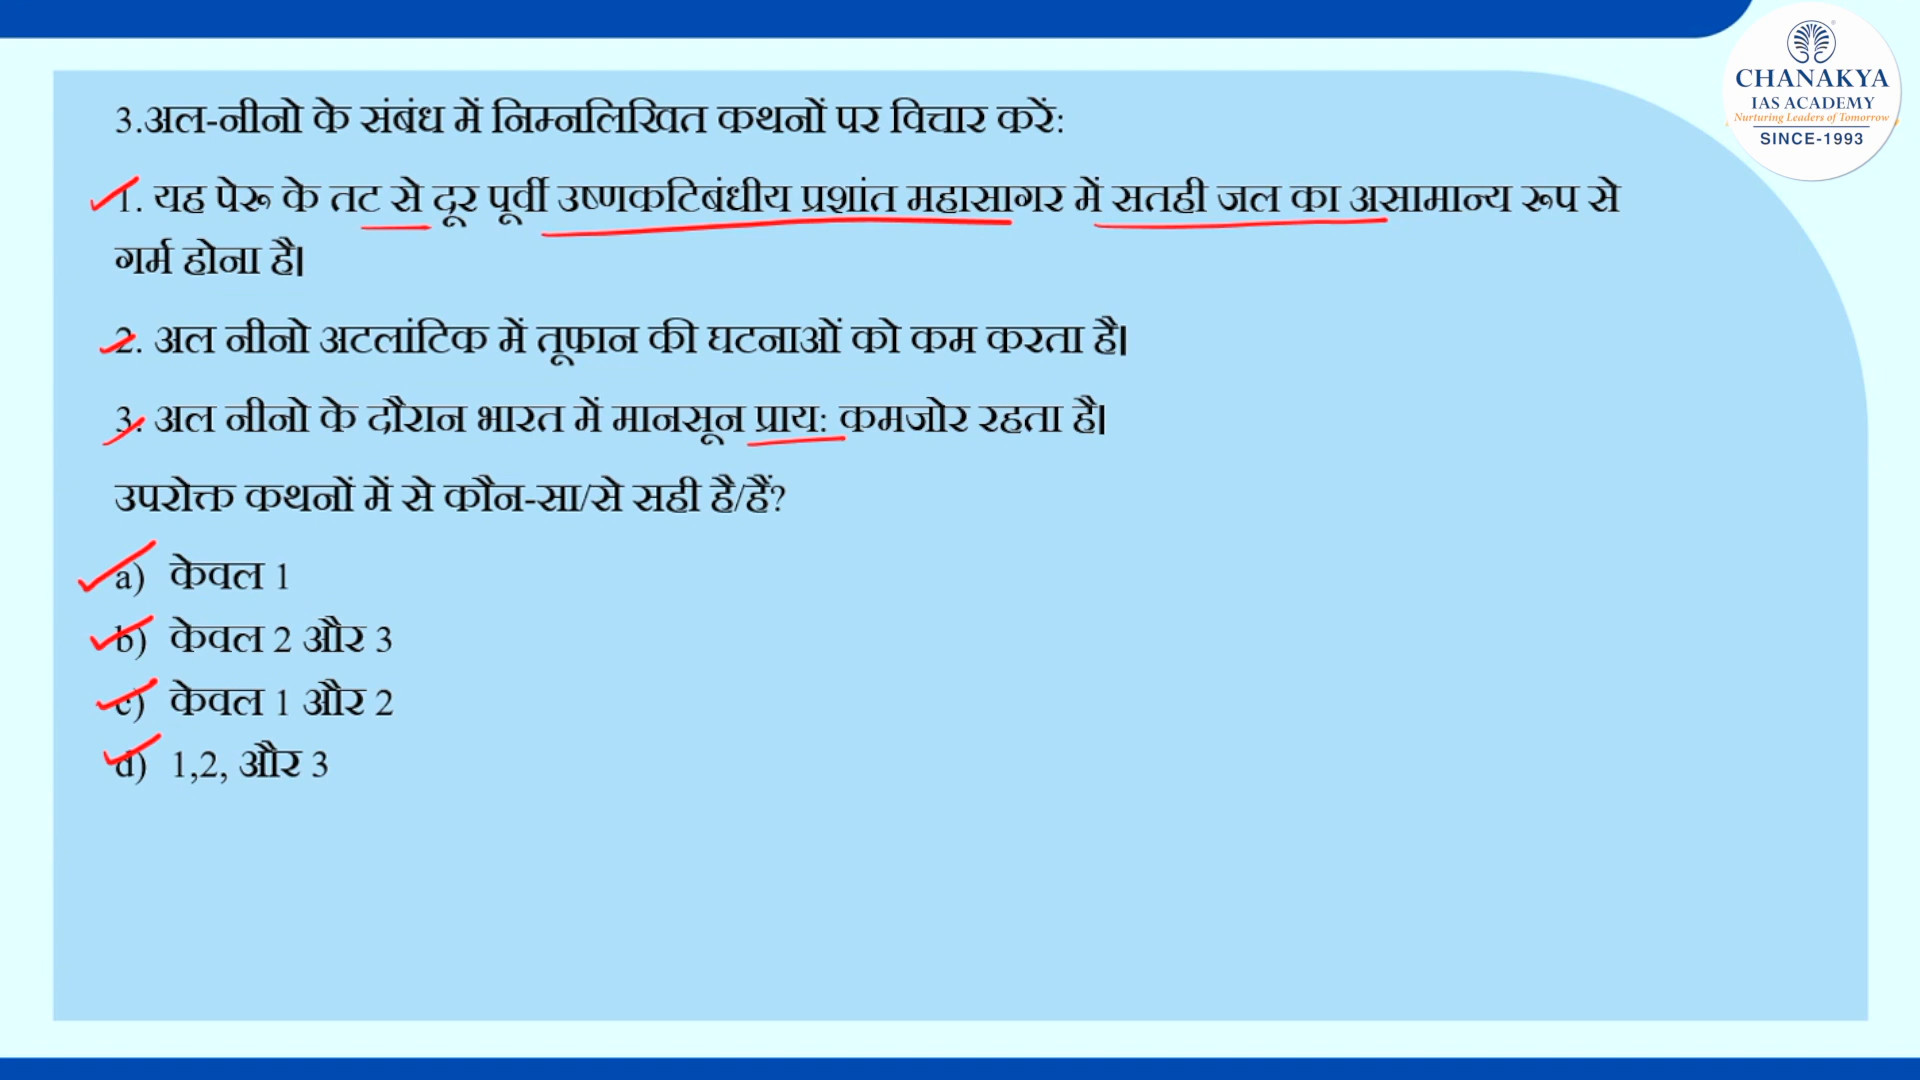 CHANAKYA
IAS ACADEMY
Nurturing Leaders of Tomorrow
SINCE-1993
3.अल-नीनो के संबंध में निम्नलिखित कथनों पर विचार करें:
1. यह पेरू के तट से दूर पूर्वी उष्णकटिबंधीय प्रशांत महासागर में सतही जल का असामान्य रूप से
गर्म होना है।
2. अल नीनो अटलांटिक में तूफान की घटनाओं को कम करता है।
3. अल नीनो के दौरान भारत में मानसून प्राय: कमजोर रहता है।
उपरोक्त कथनों में से कौन-सा/से सही है/हैं?
a) केवल 1
b) केवल 2 और 3
c) केवल 1 और 2
d) 1,2, और 3